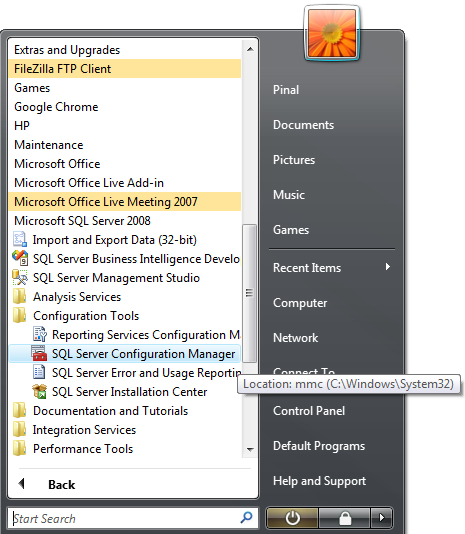 Extras and Upgrades
FileZilla FTP Client
Games
Google Chrome
HP
Maintenance
Microsoft Office
Microsoft Office Live Add-in
Microsoft Office Live Meeting 2007
Microsoft SQL Server 2008
Import and Export Data (32-bit)
SQL Server Business Intelligence Develo
SQL Server Management Studio
Analysis Services
Configuration Tools
Reporting Services Configuration M
SQL Server Configuration Manager
SQL Server Error and Usage Reportin
SQL Server Installation Center
Documentation and Tutorials
Integration Services
Performance Tools
Back
Start Search
Pinal
Documents
Pictures
Music
Games
Recent Items
Computer
Network
Connect To
Location: mmc (C:\Windows\System32)
Control Panel
Default Programs
Help and Support